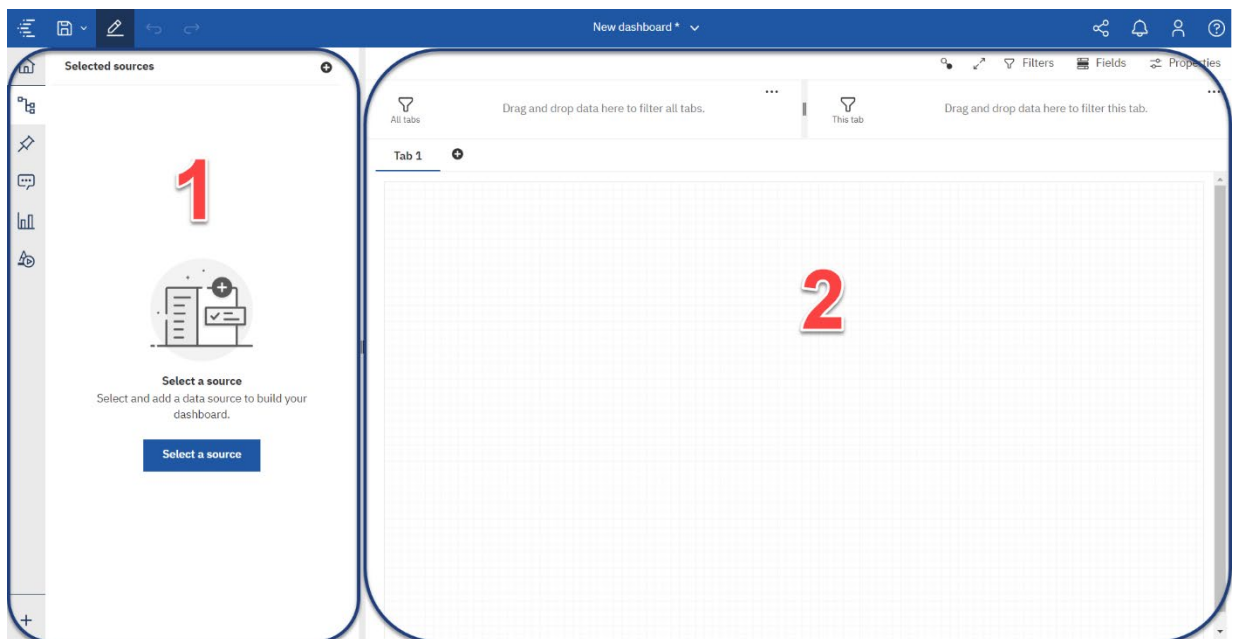 New dashboard *
Selected sources
Filters
Fields
Properties
All tabs
Drag and drop data here to filter all tabs.
This tab
Drag and drop data here to filter this tab.
Tab 1
1
2
Select a source
Select and add a data source to build your
dashboard.
Select a source